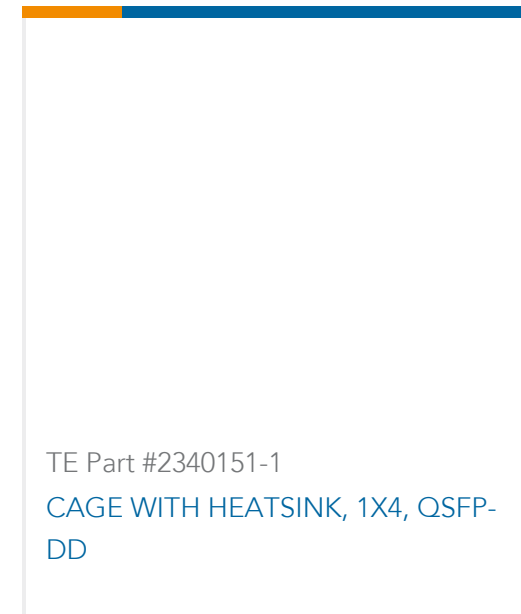 TE Part #2340151-1
CAGE WITH HEATSINK, 1X4, QSFP-
DD